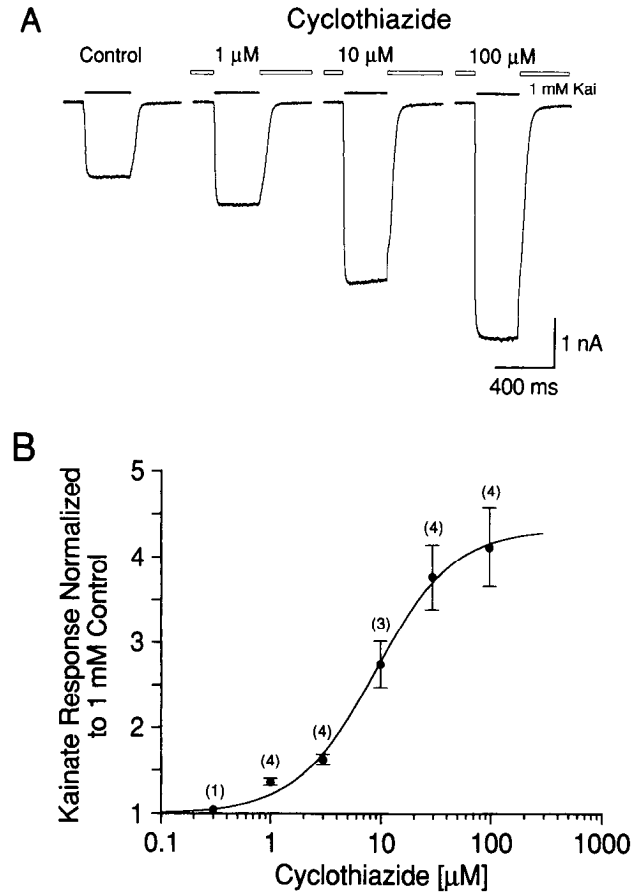 A
Cyclothiazide
Control
1 μM
10 μM
100 μM
1 mM Kai
1 nA
400 ms
B
Kainate Response Normalized
to 1 mM Control
5
4
3
2
1
(1)
(4)
(4)
(3)
(4)
(4)
0.1
1
10
100
1000
Cyclothiazide [μM]